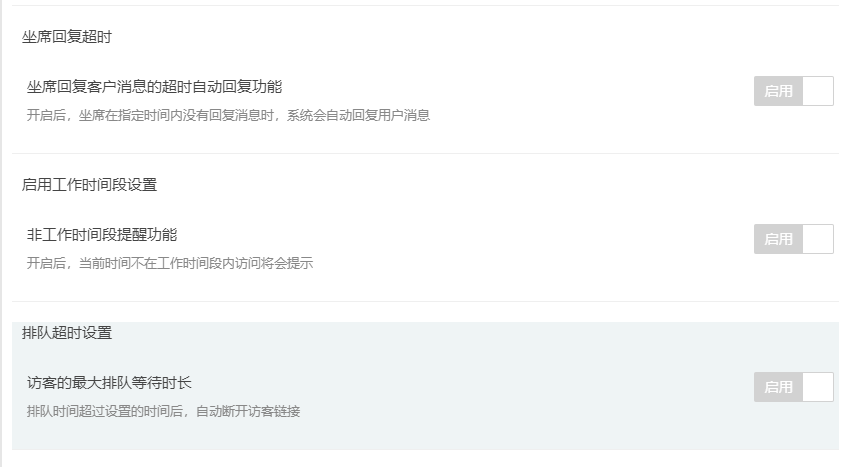 坐席回复超时
坐席回复客户消息的超时自动回复功能
启用
开启后，坐席在指定时间内没有回复消息时，系统会自动回复用户消息
启用工作时间段设置
非工作时间段提醒功能
启用
开启后，当前时间不在工作时间段内访问将会提示
排队超时设置
访客的最大排队等待时长
启用
排队时间超过设置的时间后，自动断开访客链接